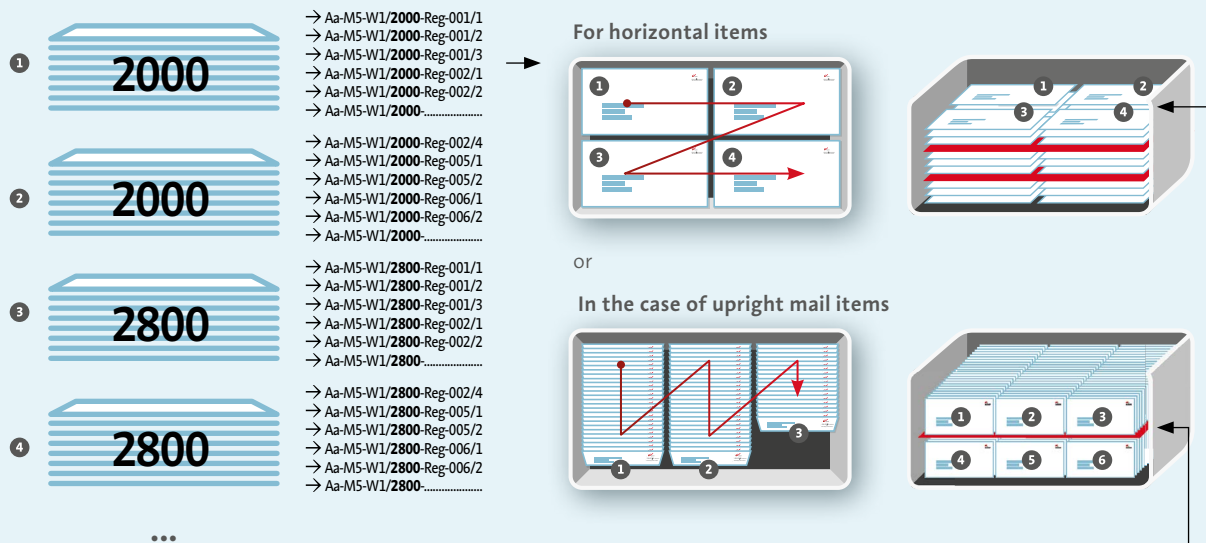 1
2000
→ Aa-M5-W1/2000-Reg-001/1
→ Aa-M5-W1/2000-Reg-001/2
→ Aa-M5-W1/2000-Reg-001/3
→ Aa-M5-W1/2000-Reg-002/1
→ Aa-M5-W1/2000-Reg-002/2
→ Aa-M5-W1/2000-.....................
2
2000
→ Aa-M5-W1/2000-Reg-002/4
→ Aa-M5-W1/2000-Reg-005/1
→ Aa-M5-W1/2000-Reg-005/2
→ Aa-M5-W1/2000-Reg-006/1
→ Aa-M5-W1/2000-Reg-006/2
→ Aa-M5-W1/2000-.....................
3
2800
→ Aa-M5-W1/2800-Reg-001/1
→ Aa-M5-W1/2800-Reg-001/2
→ Aa-M5-W1/2800-Reg-001/3
→ Aa-M5-W1/2800-Reg-002/1
→ Aa-M5-W1/2800-Reg-002/2
→ Aa-M5-W1/2800-.....................
4
2800
→ Aa-M5-W1/2800-Reg-002/4
→ Aa-M5-W1/2800-Reg-005/1
→ Aa-M5-W1/2800-Reg-005/2
→ Aa-M5-W1/2800-Reg-006/1
→ Aa-M5-W1/2800-Reg-006/2
→ Aa-M5-W1/2800-.....................
...
For horizontal items
1 2
3 4
1 2
3 4
or
In the case of upright mail items
1 2 3
1 2 3
4 5 6